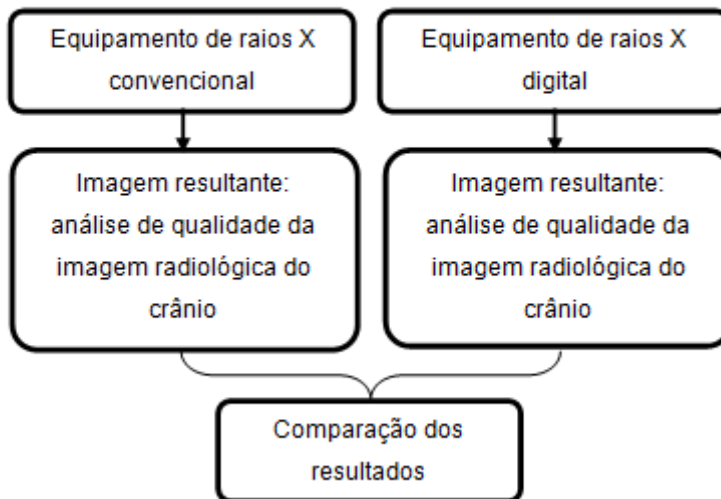 Equipamento de raios X
convencional
Equipamento de raios X
digital
Imagem resultante:
análise de qualidade da
imagem radiológica do
crânio
Imagem resultante:
análise de qualidade da
imagem radiológica do
crânio
Comparação dos
resultados